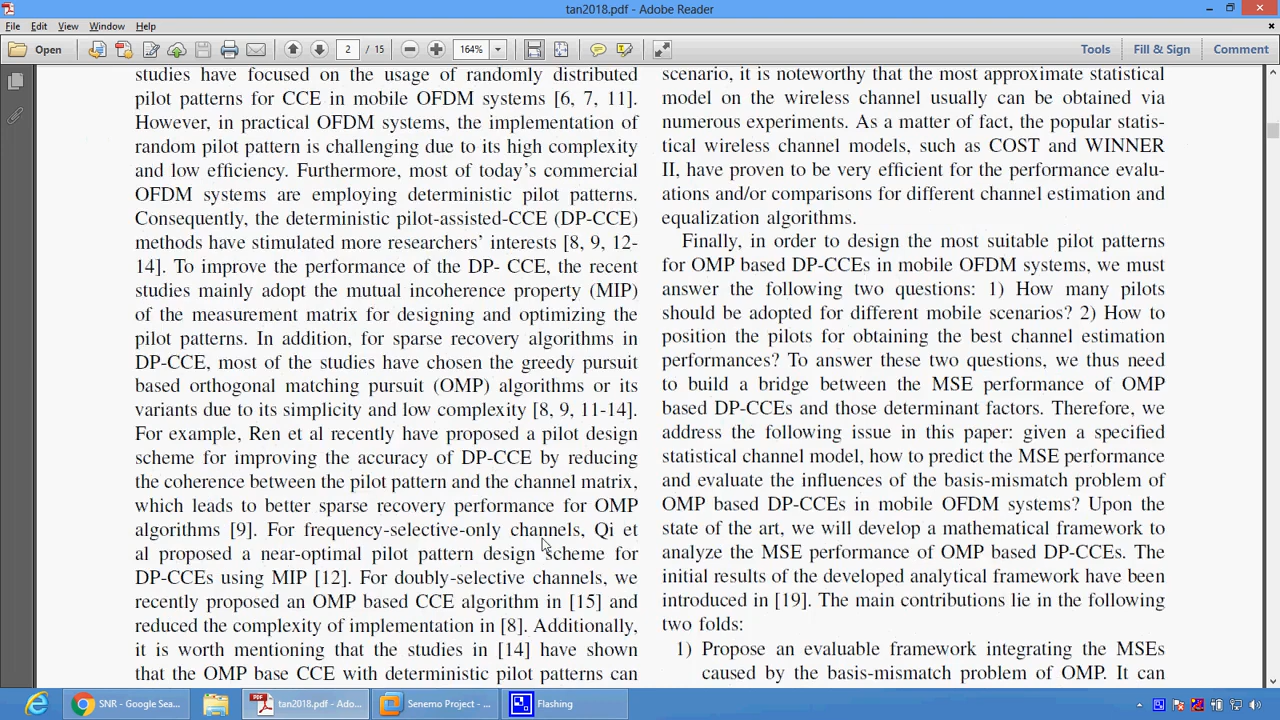 tan2018.pdf - Adobe Reader
File Edit View Window Help
Open 2 / 15 164% Tools Fill & Sign Comment
studies have focused on the usage of randomly distributed
pilot patterns for CCE in mobile OFDM systems [6, 7, 11].
However, in practical OFDM systems, the implementation of
random pilot pattern is challenging due to its high complexity
and low efficiency. Furthermore, most of today's commercial
OFDM systems are employing deterministic pilot patterns.
Consequently, the deterministic pilot-assisted-CCE (DP-CCE)
methods have stimulated more researchers' interests [8, 9, 12-
14]. To improve the performance of the DP- CCE, the recent
studies mainly adopt the mutual incoherence property (MIP)
of the measurement matrix for designing and optimizing the
pilot patterns. In addition, for sparse recovery algorithms in
DP-CCE, most of the studies have chosen the greedy pursuit
based orthogonal matching pursuit (OMP) algorithms or its
variants due to its simplicity and low complexity [8, 9, 11-14].
For example, Ren et al recently have proposed a pilot design
scheme for improving the accuracy of DP-CCE by reducing
the coherence between the pilot pattern and the channel matrix,
which leads to better sparse recovery performance for OMP
algorithms [9]. For frequency-selective-only channels, Qi et
al proposed a near-optimal pilot pattern design scheme for
DP-CCEs using MIP [12]. For doubly-selective channels, we
recently proposed an OMP based CCE algorithm in [15] and
reduced the complexity of implementation in [8]. Additionally,
it is worth mentioning that the studies in [14] have shown
that the OMP base CCE with deterministic pilot patterns can
scenario, it is noteworthy that the most approximate statistical
model on the wireless channel usually can be obtained via
numerous experiments. As a matter of fact, the popular statis-
tical wireless channel models, such as COST and WINNER
II, have proven to be very efficient for the performance evalu-
ations and/or comparisons for different channel estimation and
equalization algorithms.
Finally, in order to design the most suitable pilot patterns
for OMP based DP-CCEs in mobile OFDM systems, we must
answer the following two questions: 1) How many pilots
should be adopted for different mobile scenarios? 2) How to
position the pilots for obtaining the best channel estimation
performances? To answer these two questions, we thus need
to build a bridge between the MSE performance of OMP
based DP-CCEs and those determinant factors. Therefore, we
address the following issue in this paper: given a specified
statistical channel model, how to predict the MSE performance
and evaluate the influences of the basis-mismatch problem of
OMP based DP-CCEs in mobile OFDM systems? Upon the
state of the art, we will develop a mathematical framework to
analyze the MSE performance of OMP based DP-CCEs. The
initial results of the developed analytical framework have been
introduced in [19]. The main contributions lie in the following
two folds:
1) Propose an evaluable framework integrating the MSEs
caused by the basis-mismatch problem of OMP. It can
SNR - Google Sea... tan2018.pdf - Ado... Senemo Project - ... Flashing 5:00 PM